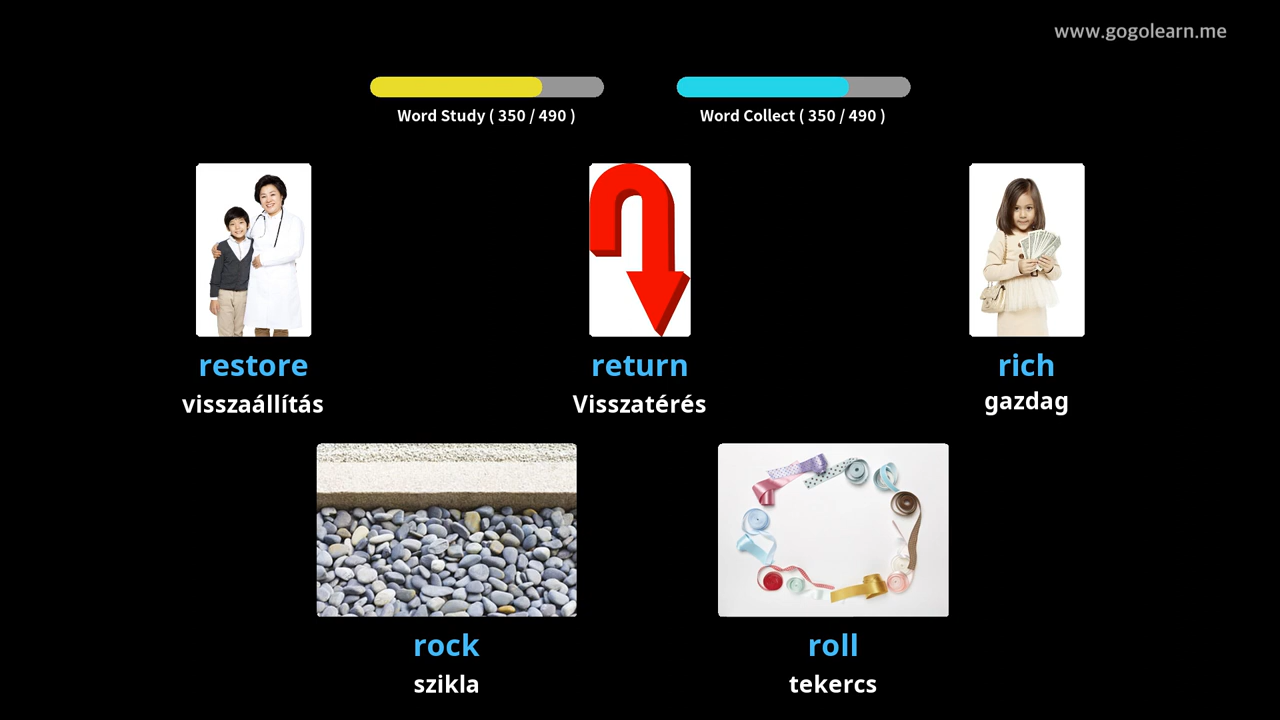 www.gogolearn.me
Word Study ( 350 / 490 )
Word Collect ( 350 / 490 )
restore
visszaállítás
return
Visszatérés
rich
gazdag
rock
szikla
roll
tekercs